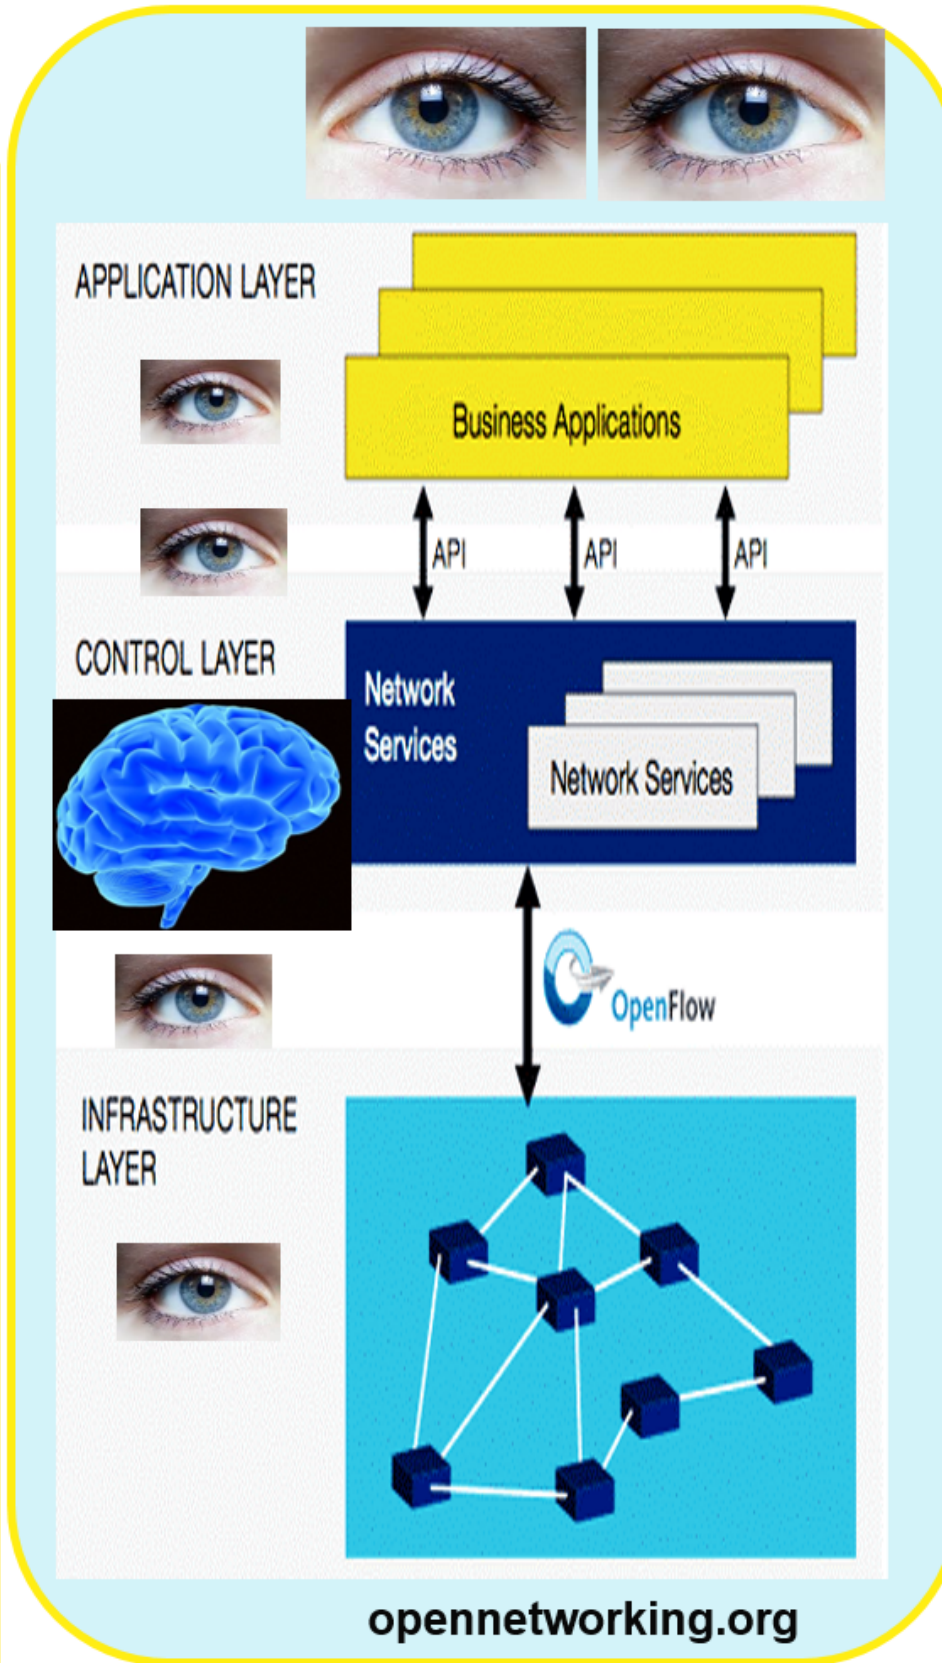 APPLICATION LAYER
Business Applications
API
API
API
CONTROL LAYER
Network
Services
Network Services
OpenFlow
INFRASTRUCTURE
LAYER
opennetworking.org